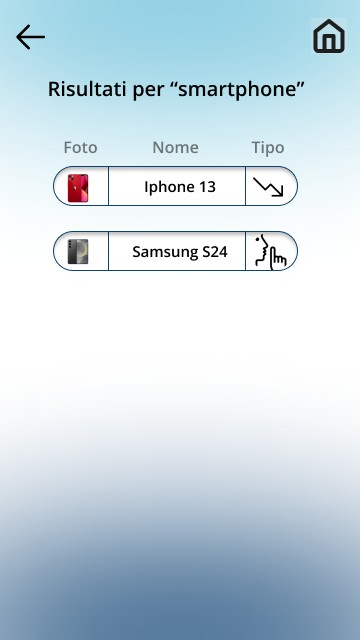 Risultati per “smartphone”
Foto Nome Tipo
Iphone 13
Samsung S24